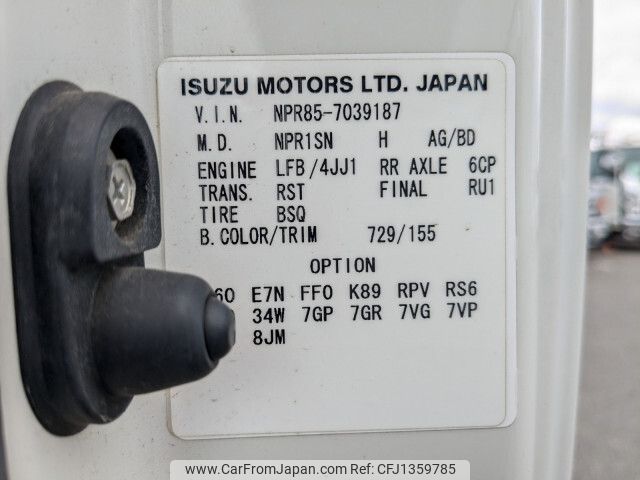 ISUZU MOTORS LTD. JAPAN
V.I.N. NPR85-7039187
M.D. NPR1SN H AG/BD
ENGINE LFB/4JJ1 RR AXLE 6CP
TRANS. RST FINAL RU1
TIRE BSQ
B.COLOR/TRIM 729/155
OPTION
E7N FF0 K89 RPV RS6
34W 7GP 7GR 7VG 7VP
8JM
www.CarFromJapan.com - CFJ1359785